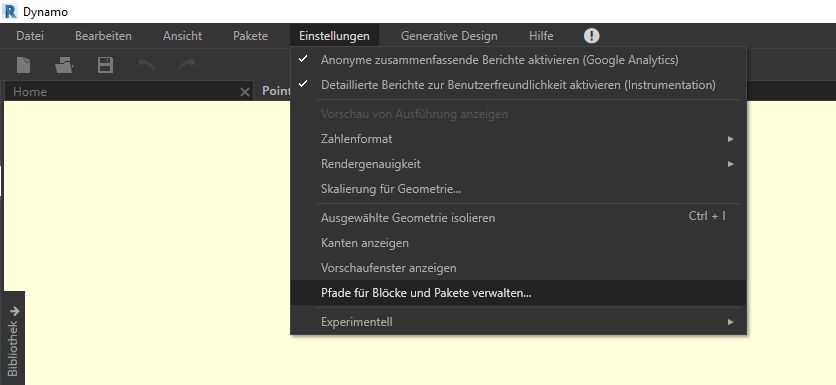 Dynamo
Datei Bearbeiten Ansicht Pakete Einstellungen Generative Design Hilfe
Home Point
Anonyme zusammenfassende Berichte aktivieren (Google Analytics)
Detaillierte Berichte zur Benutzerfreundlichkeit aktivieren (Instrumentation)
Vorschau von Ausführung anzeigen
Zahlenformat
Rendergenauigkeit
Skalierung für Geometrie...
Ausgewählte Geometrie isolieren Ctrl + I
Kanten anzeigen
Vorschaufenster anzeigen
Pfade für Blöcke und Pakete verwalten...
Experimentell
Bibliothek